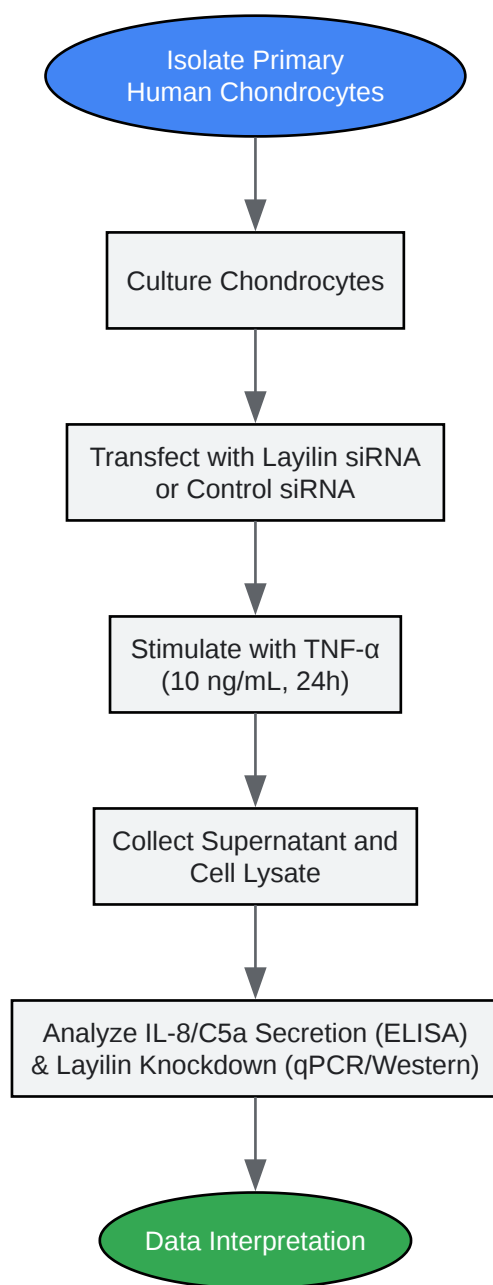 Isolate Primary
Human Chondrocytes
Culture Chondrocytes
Transfect with Layilin siRNA
or Control siRNA
Stimulate with TNF-α
(10 ng/mL, 24h)
Collect Supernatant and
Cell Lysate
Analyze IL-8/C5a Secretion (ELISA)
& Layilin Knockdown (qPCR/Western)
Data Interpretation